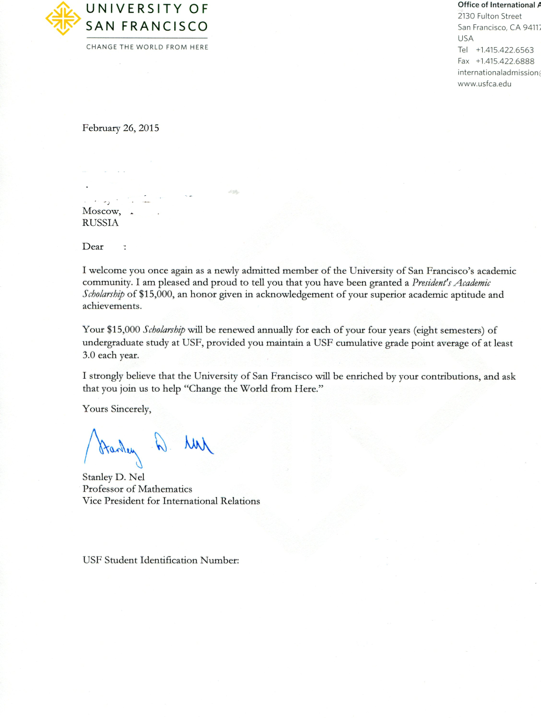 UNIVERSITY OF
SAN FRANCISCO
CHANGE THE WORLD FROM HERE
Office of International A
2130 Fulton Street
San Francisco, CA 94117
USA
Tel +1.415.422.6563
Fax +1.415.422.6888
internationaladmission
www.usfca.edu
February 26, 2015
Moscow,
RUSSIA
Dear :
I welcome you once again as a newly admitted member of the University of San Francisco's academic
community. I am pleased and proud to tell you that you have been granted a President's Academic
Scholarship of $15,000, an honor given in acknowledgement of your superior academic aptitude and
achievements.
Your $15,000 Scholarship will be renewed annually for each of your four years (eight semesters) of
undergraduate study at USF, provided you maintain a USF cumulative grade point average of at least
3.0 each year.
I strongly believe that the University of San Francisco will be enriched by your contributions, and ask
that you join us to help “Change the World from Here.”
Yours Sincerely,
Stanley D. Nel
Stanley D. Nel
Professor of Mathematics
Vice President for International Relations
USF Student Identification Number: